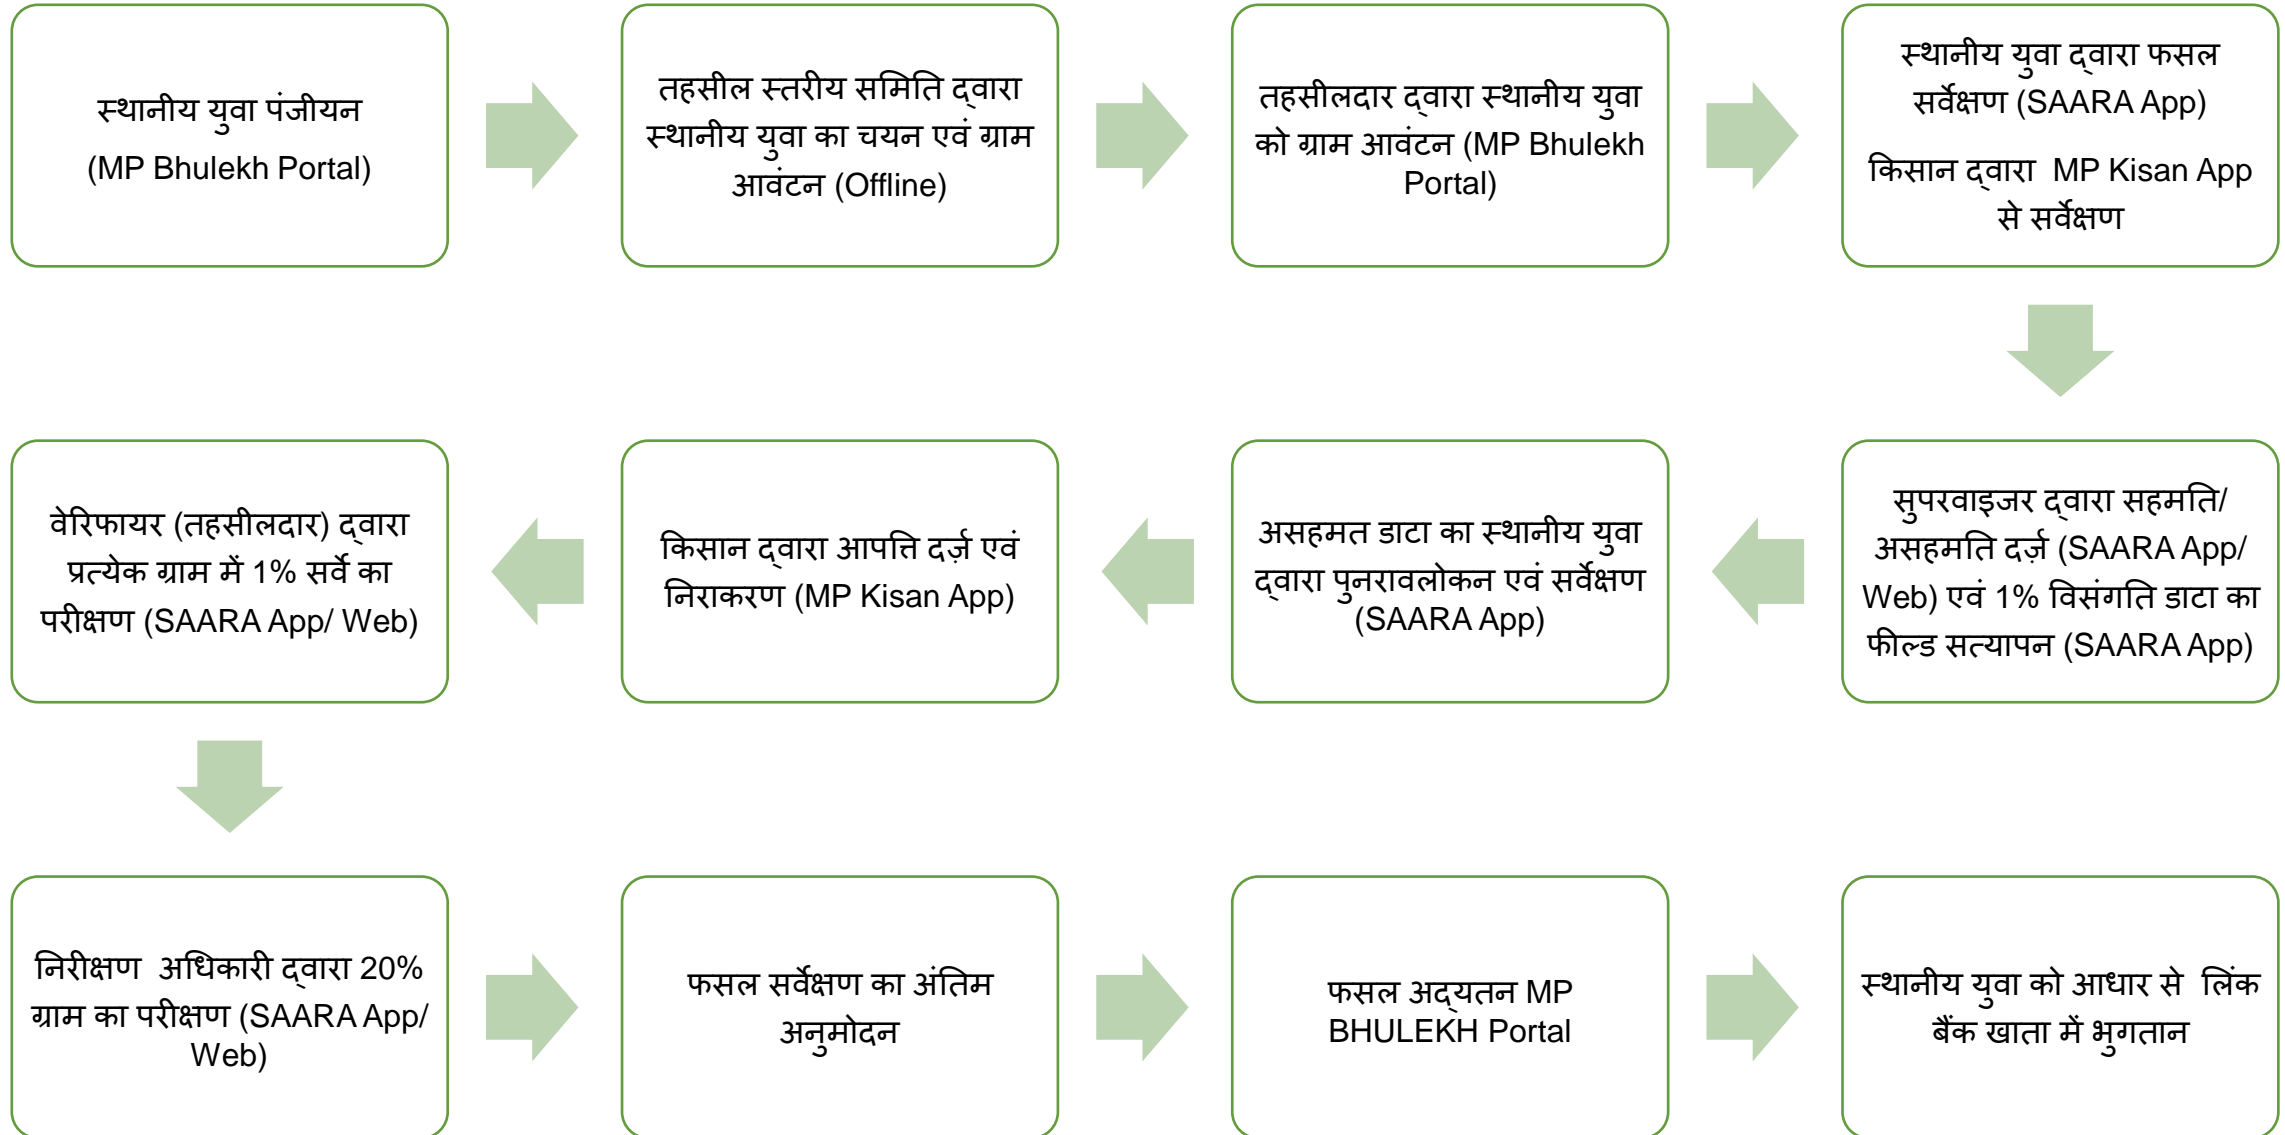 स्थानीय युवा पंजीयन
(MP Bhulekh Portal)
तहसील स्तरीय समिति द्वारा
स्थानीय युवा का चयन एवं ग्राम
आवंटन (Offline)
तहसीलदार द्वारा स्थानीय युवा
को ग्राम आवंटन (MP Bhulekh
Portal)
स्थानीय युवा द्वारा फसल
सर्वेक्षण (SAARA App)
किसान द्वारा MP Kisan App
से सर्वेक्षण
सुपरवाइजर द्वारा सहमति/
असहमति दर्ज़ (SAARA App/
Web) एवं 1% विसंगति डाटा का
फील्ड सत्यापन (SAARA App)
असहमत डाटा का स्थानीय युवा
द्वारा पुनरावलोकन एवं सर्वेक्षण
(SAARA App)
किसान द्वारा आपत्ति दर्ज़ एवं
निराकरण (MP Kisan App)
वेरिफायर (तहसीलदार) द्वारा
प्रत्येक ग्राम में 1% सर्वे का
परीक्षण (SAARA App/ Web)
निरीक्षण अधिकारी द्वारा 20%
ग्राम का परीक्षण (SAARA App/
Web)
फसल सर्वेक्षण का अंतिम
अनुमोदन
फसल अद्यतन MP
BHULEKH Portal
स्थानीय युवा को आधार से लिंक
बैंक खाता में भुगतान